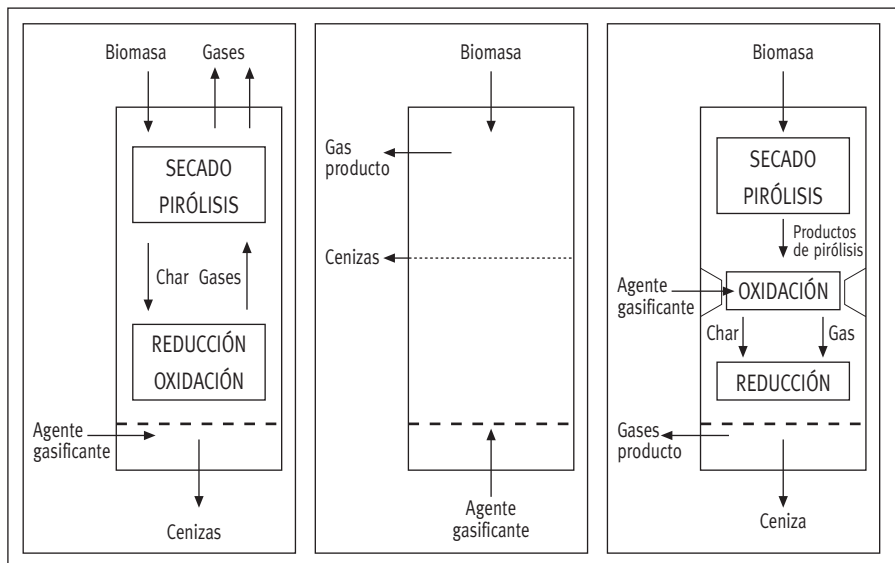 Biomasa
Gases
SECADO
PIRÓLISIS
Char
Gases
REDUCCIÓN
OXIDACIÓN
Agente
gasificante
Cenizas
Biomasa
Gas
producto
Cenizas
Agente
gasificante
Biomasa
SECADO
PIRÓLISIS
Productos
de pirólisis
Agente
gasificante
OXIDACIÓN
Char
Gas
REDUCCIÓN
Gases
producto
Ceniza